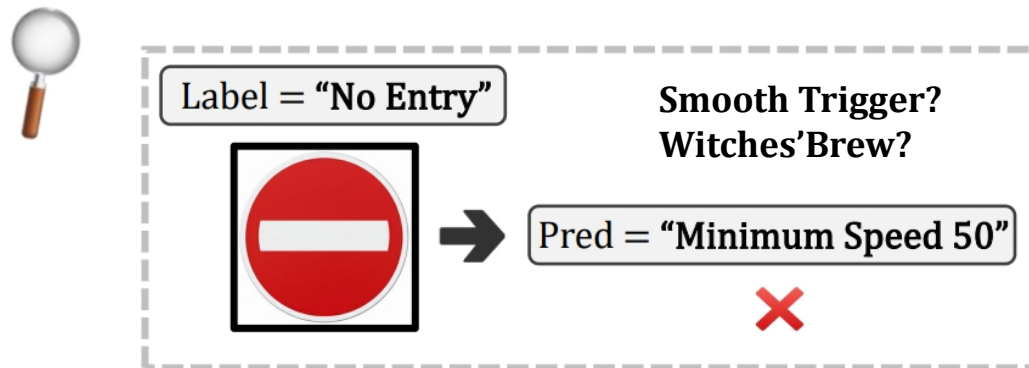 Label = “No Entry”
Smooth Trigger?
Witches’Brew?
Pred = “Minimum Speed 50”